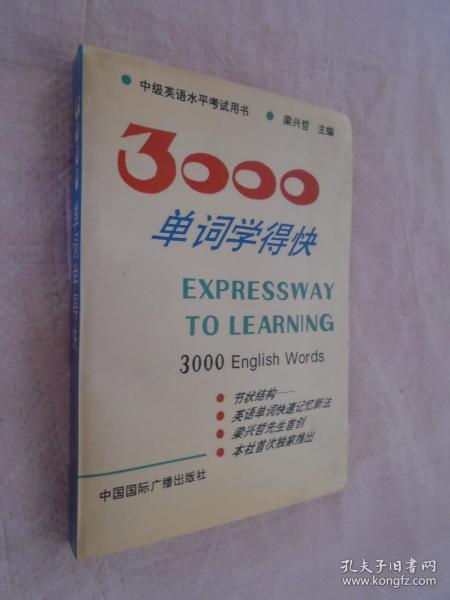 中级英语水平考试用书
梁兴哲 主编
3000
单词学得快
EXPRESSWAY
TO LEARNING
3000 English Words
节状结构——
英语单词快速记忆新法
梁兴哲先生首创
本社首次独家推出
中国国际广播出版社
孔夫子旧书网
www.kongfz.com